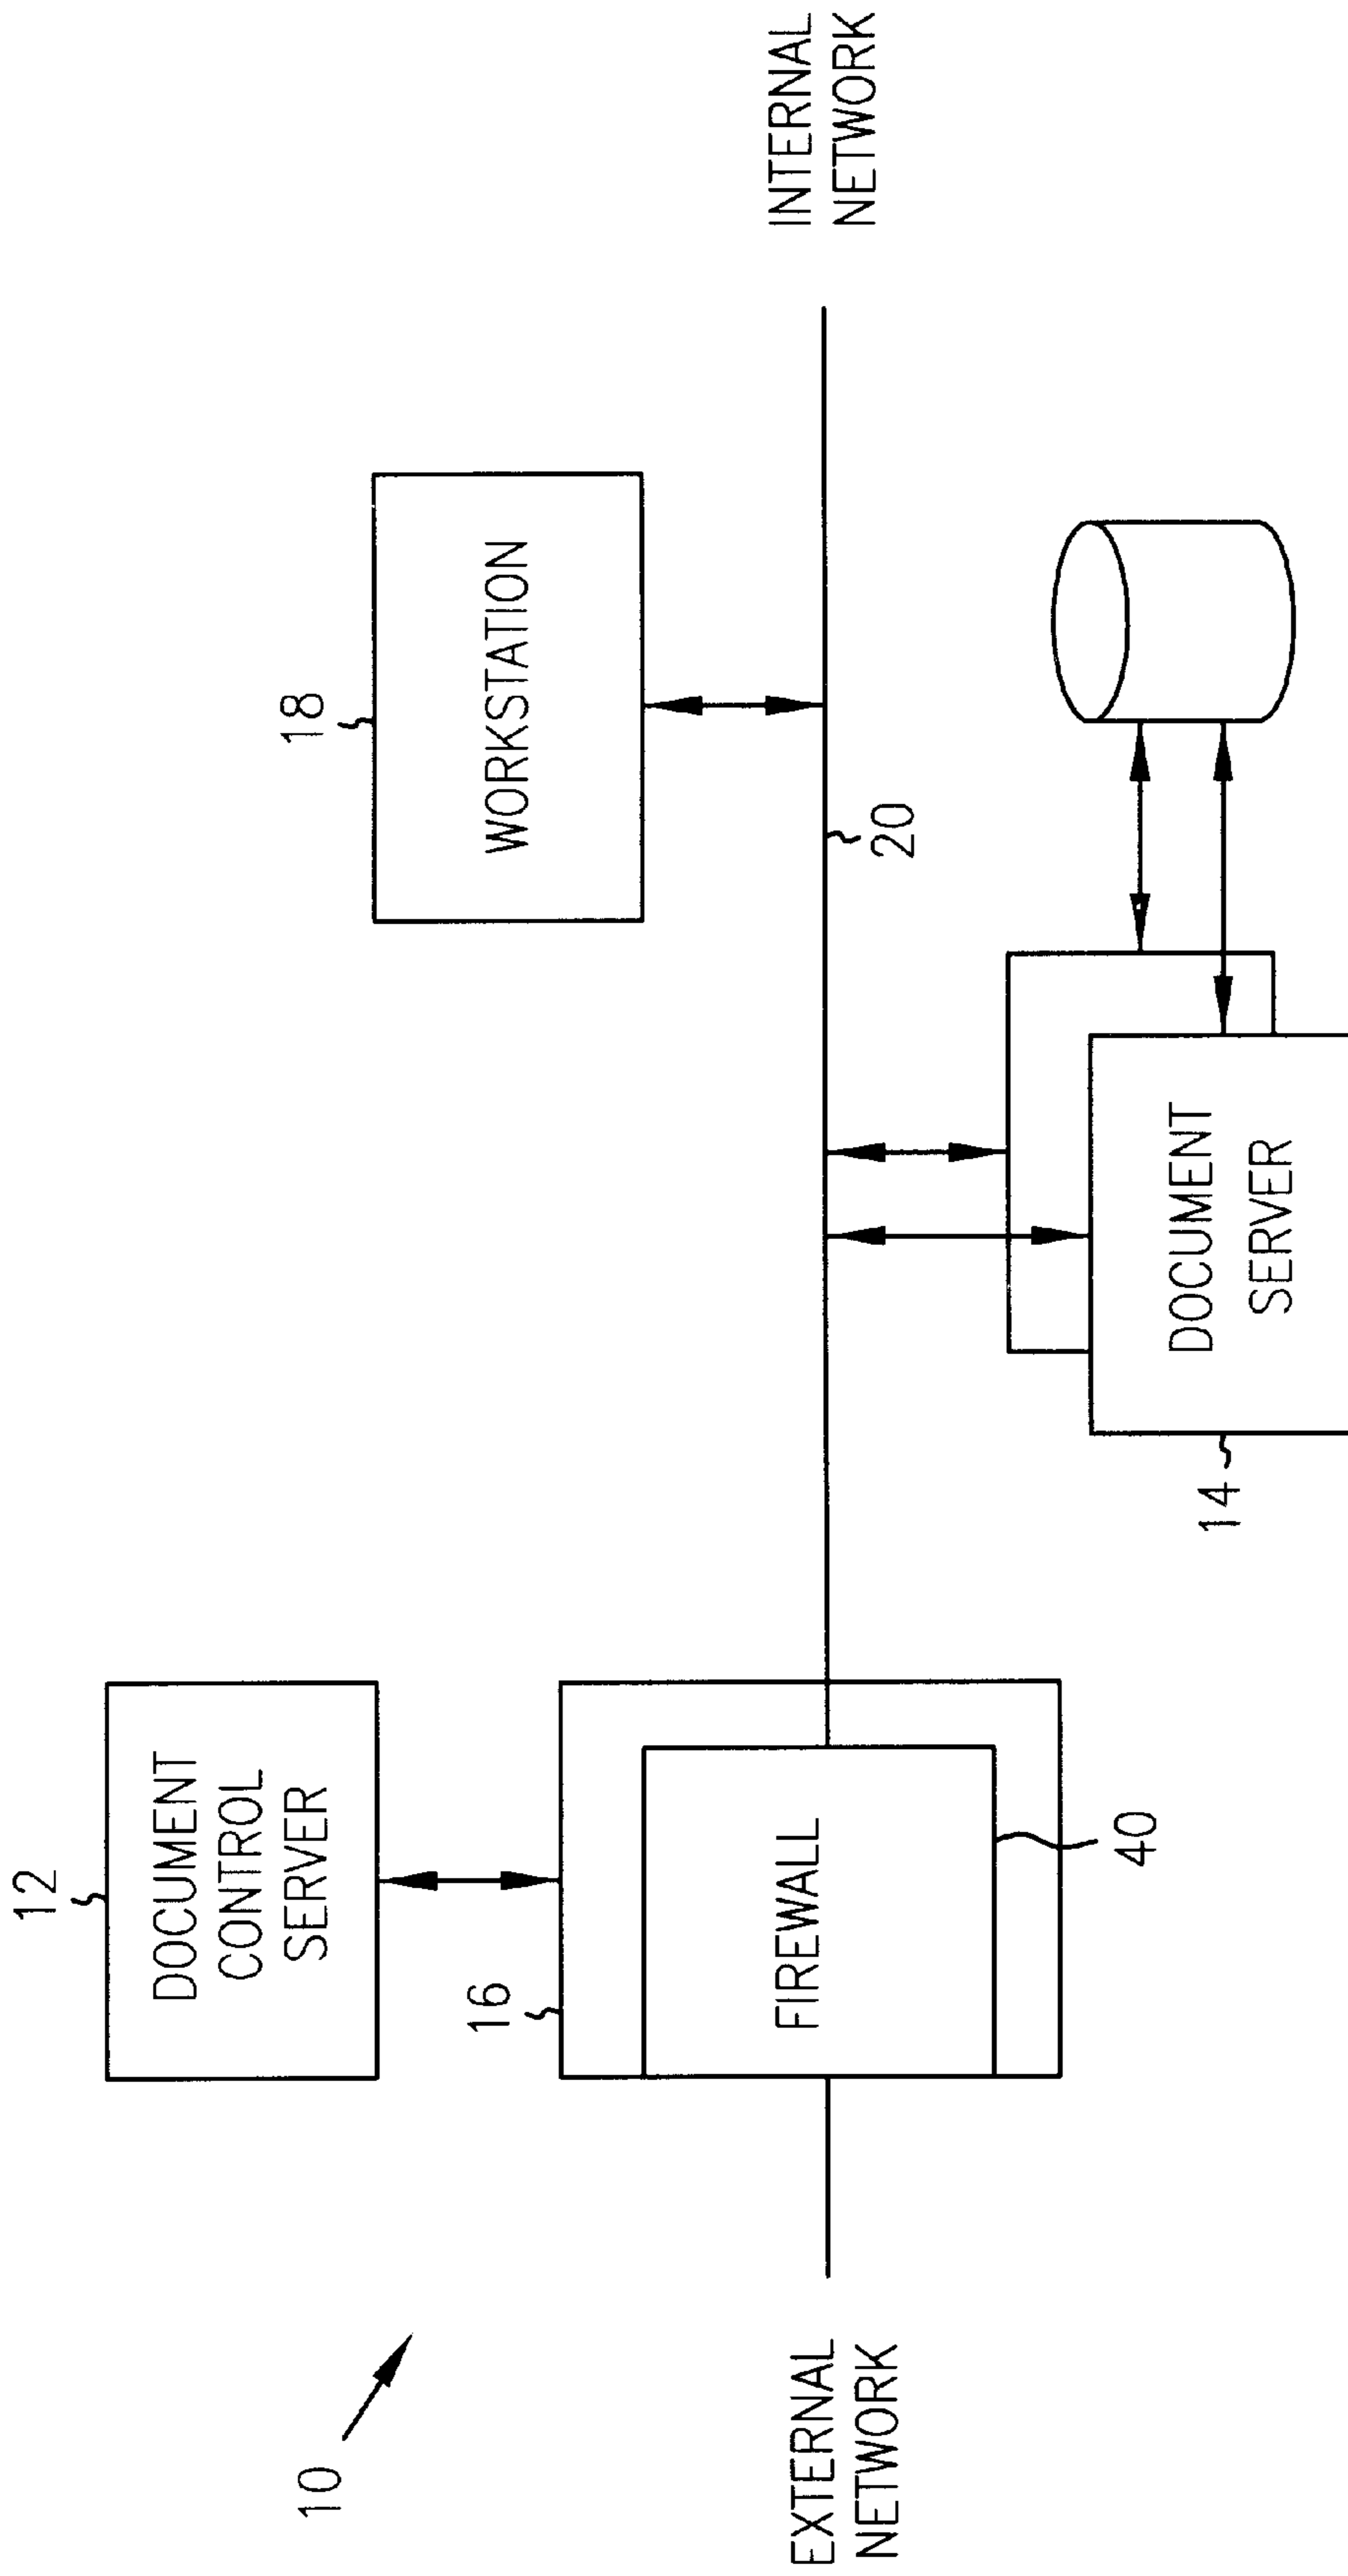 10
12
DOCUMENT
CONTROL
SERVER
16
FIREWALL
40
EXTERNAL
NETWORK
18
WORKSTATION
20
INTERNAL
NETWORK
14
DOCUMENT
SERVER